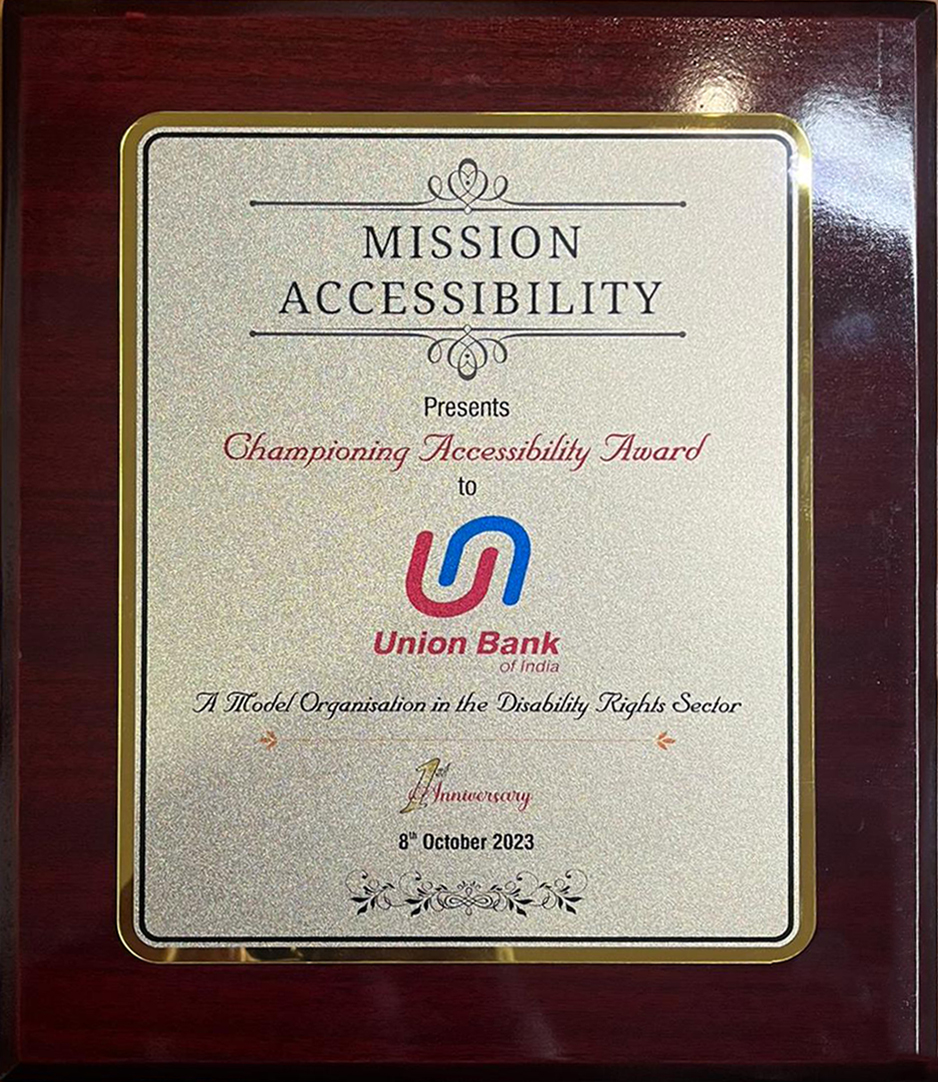 MISSION
ACCESSIBILITY
Presents
Championing Accessibility Award
to
Union Bank
of India
A Model Organisation in the Disability Rights Sector
1st Anniversary
8th October 2023